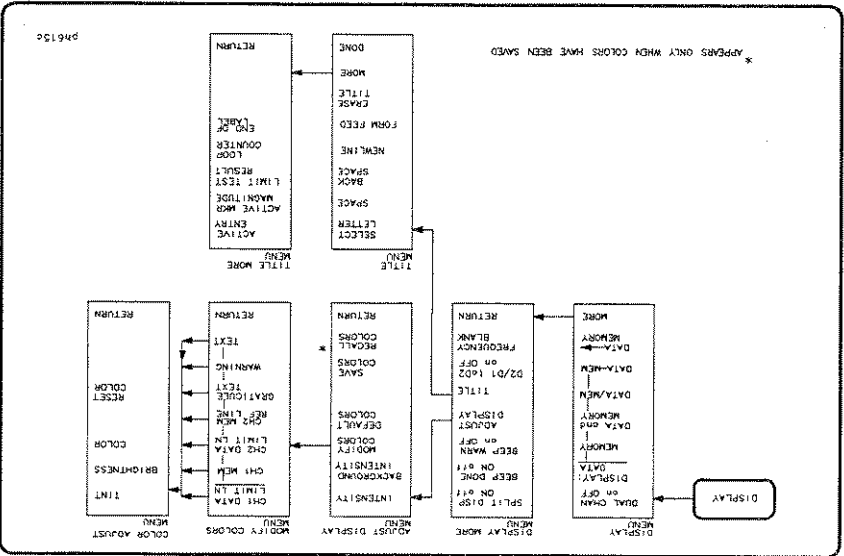 DISPLAY
DISPLAY
MENU
DUAL CHAN
on OFF
DISPLAY:
DATA
MEMORY
DATA and
MEMORY
DATA/MEM
DATA-MEM
DATA→
MEMORY
MORE
DISPLAY MORE
MENU
SPLIT DISP
ON off
BEEP DONE
ON off
BEEP WARN
on OFF
ADJUST
DISPLAY
TITLE
D2/D1 toD2
on OFF
FREQUENCY
BLANK
RETURN
ADJUST DISPLAY
MENU
INTENSITY
BACKGROUND
INTENSITY
MODIFY
COLORS
DEFAULT
COLORS
SAVE
COLORS
RECALL
COLORS
*
RETURN
MODIFY COLORS
MENU
CH1 DATA
LIMIT LN
CH1 MEM
CH2 DATA
LIMIT LN
CH2 MEM
REF LINE
GRATICULE
TEXT
WARNING
TEXT
RETURN
COLOR ADJUST
MENU
TINT
BRIGHTNESS
COLOR
RESET
COLOR
RETURN
TITLE
MENU
SELECT
LETTER
SPACE
BACK
SPACE
NEWLINE
FORM FEED
ERASE
TITLE
MORE
DONE
TITLE MORE
MENU
ACTIVE
ENTRY
ACTIVE MKR
MAGNITUDE
LIMIT TEST
RESULT
LOOP
COUNTER
END OF
LABEL
RETURN
* APPEARS ONLY WHEN COLORS HAVE BEEN SAVED
ph615c